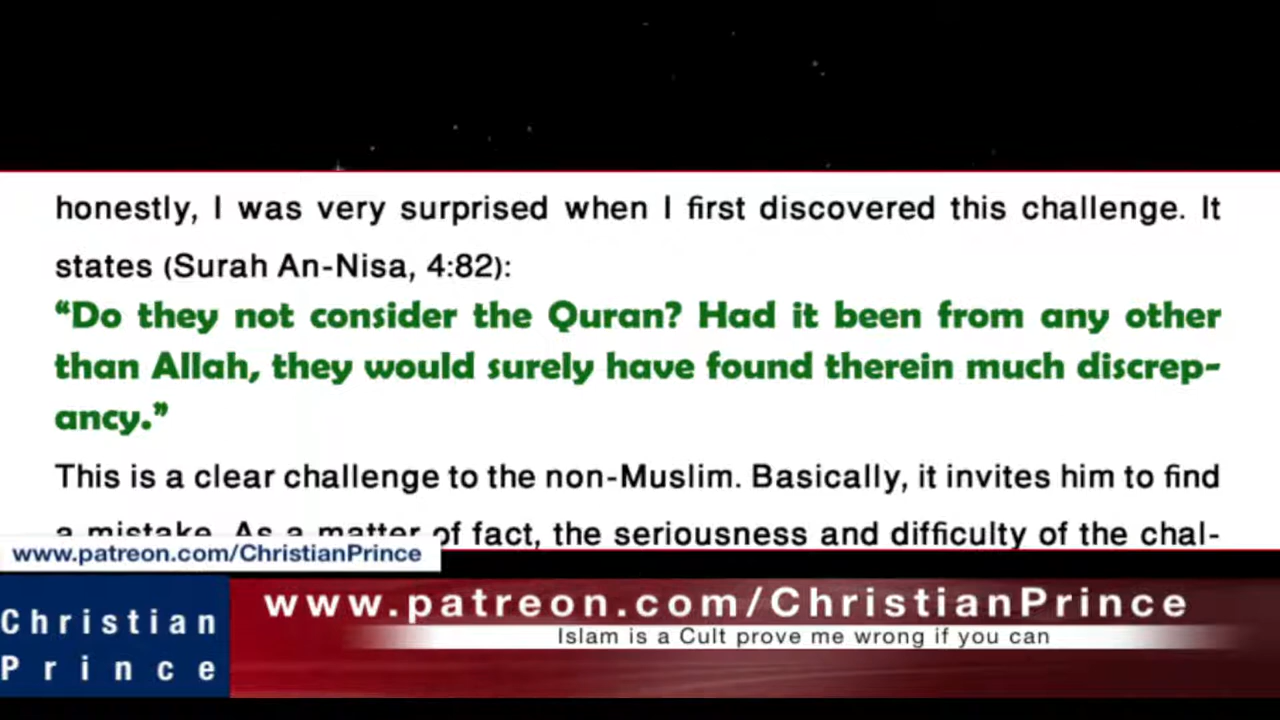 honestly, I was very surprised when I first discovered this challenge. It
states (Surah An-Nisa, 4:82):
“Do they not consider the Quran? Had it been from any other
than Allah, they would surely have found therein much discrep-
ancy.”
This is a clear challenge to the non-Muslim. Basically, it invites him to find
a mistake. As a matter of fact, the seriousness and difficulty of the chal-
www.patreon.com/ChristianPrince
Christian
Prince
www.patreon.com/ChristianPrince
Islam is a Cult prove me wrong if you can